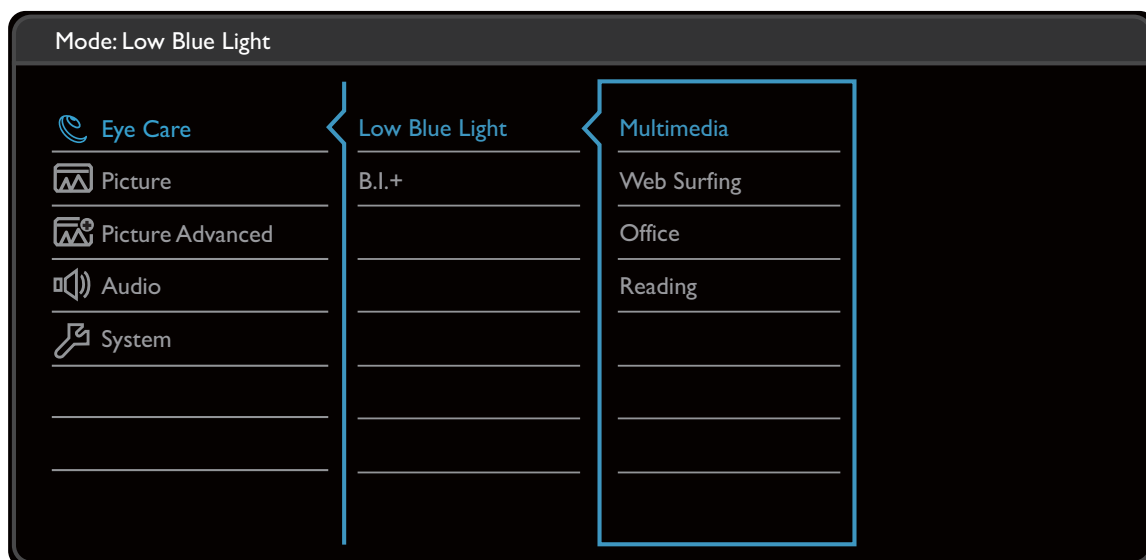 Mode: Low Blue Light
Eye Care
Low Blue Light
Multimedia
Picture
B.I.+
Web Surfing
Picture Advanced
Office
Audio
Reading
System